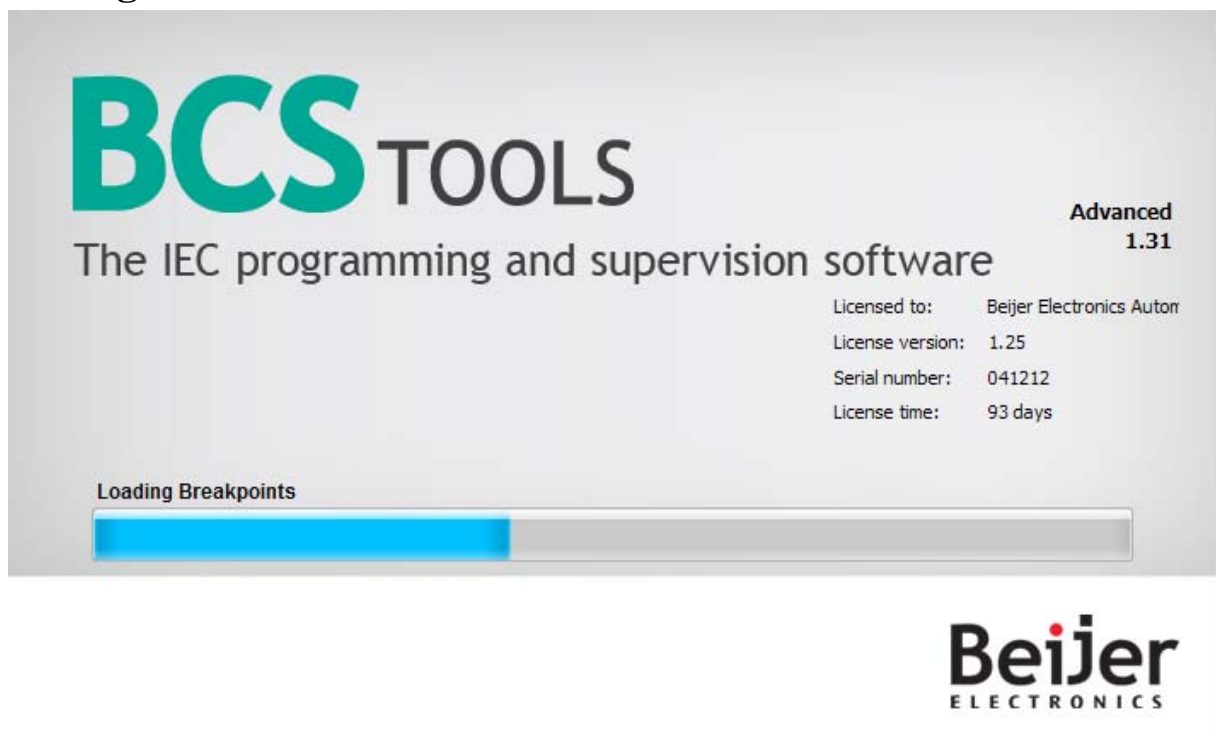 BCS TOOLS
Advanced
1.31
The IEC programming and supervision software
Licensed to: Beijer Electronics Autom
License version: 1.25
Serial number: 041212
License time: 93 days
Loading Breakpoints
Beijer
ELECTRONICS